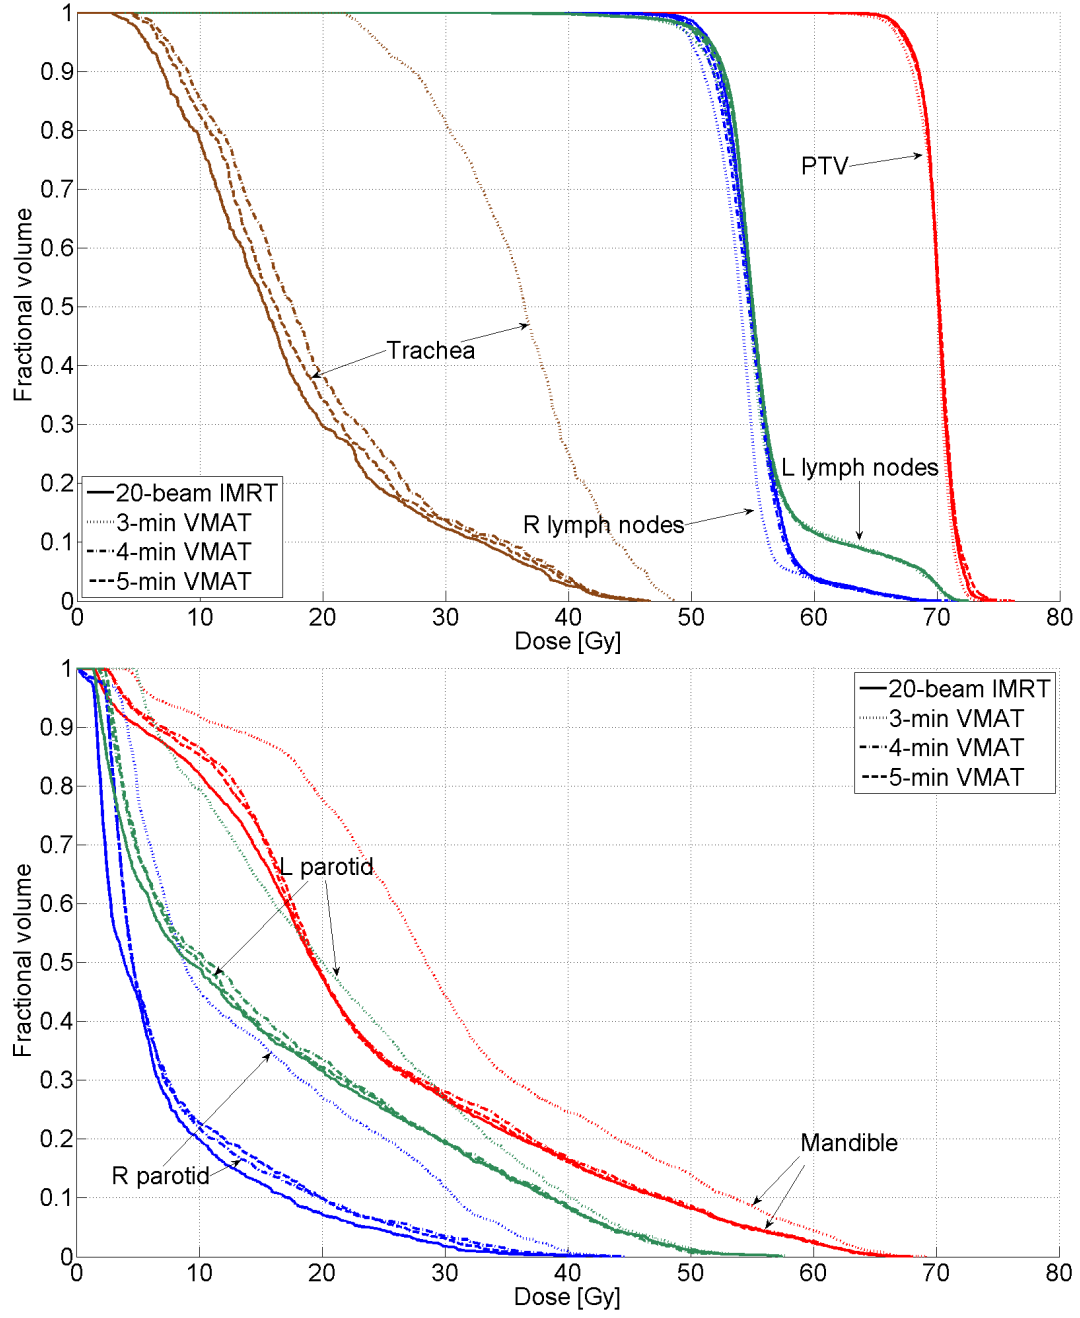 1
0.9
0.8
0.7
0.6
0.5
0.4
0.3
0.2
0.1
0
Fractional volume
PTV
Trachea
L lymph nodes
R lymph nodes
20-beam IMRT
3-min VMAT
4-min VMAT
5-min VMAT
0 10 20 30 40 50 60 70 80
Dose [Gy]
1
0.9
0.8
0.7
0.6
0.5
0.4
0.3
0.2
0.1
0
Fractional volume
20-beam IMRT
3-min VMAT
4-min VMAT
5-min VMAT
L parotid
R parotid
Mandible
0 10 20 30 40 50 60 70 80
Dose [Gy]